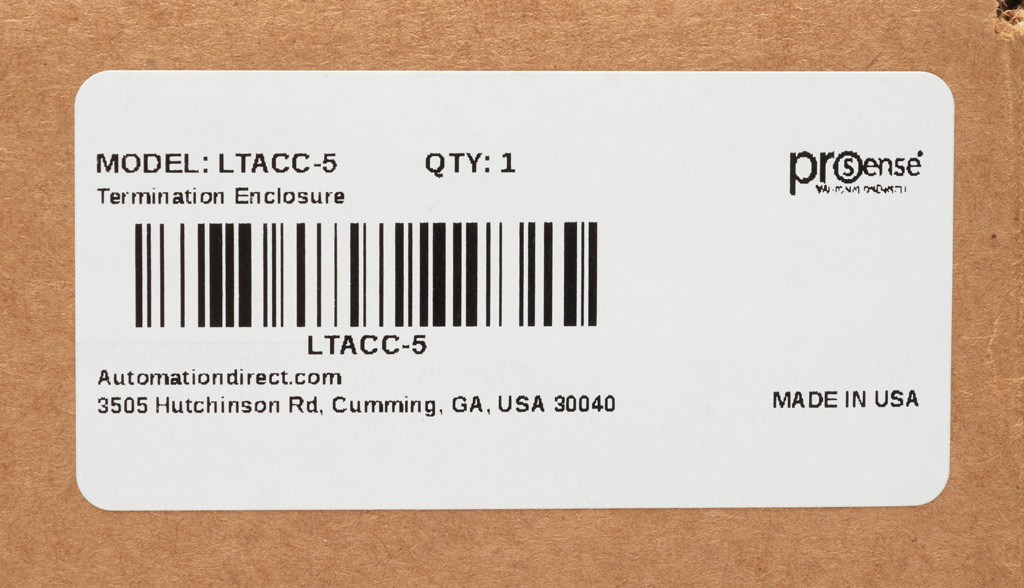 MODEL: LTACC-5 QTY: 1
prosense
Termination Enclosure
LTACC-5
Automationdirect.com
3505 Hutchinson Rd, Cumming, GA, USA 30040
MADE IN USA